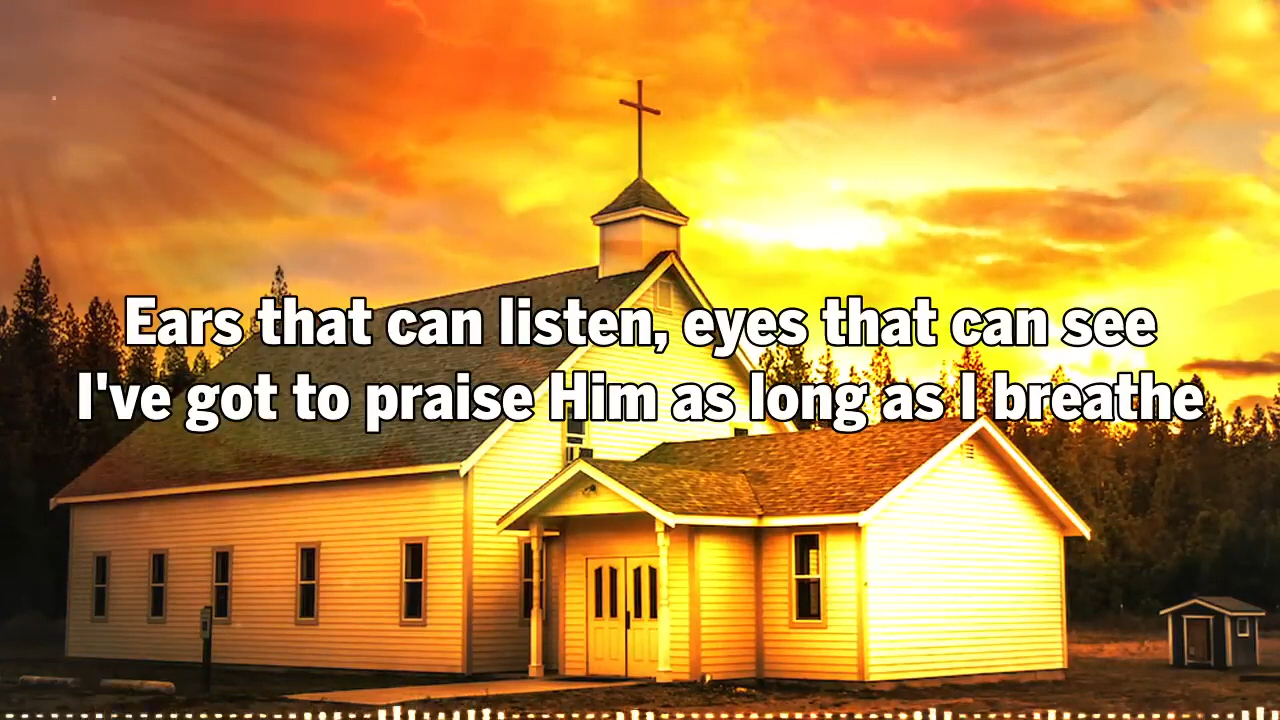 Ears that can listen, eyes that can see
I've got to praise Him as long as I breathe